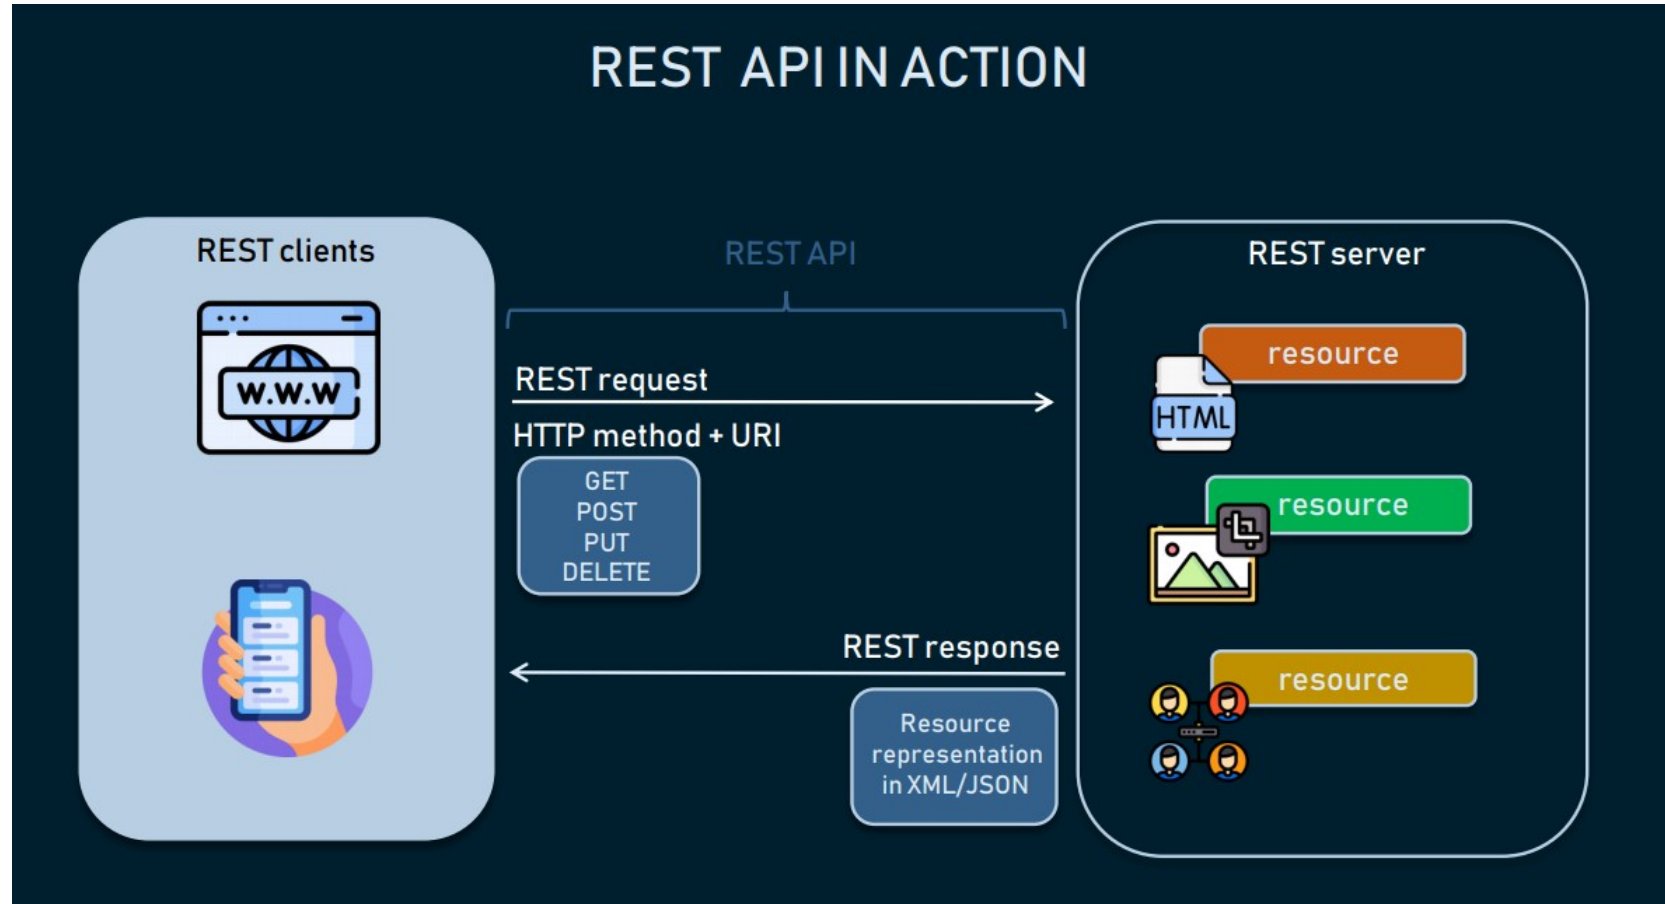 REST API IN ACTION
REST clients
W.W.W
REST API
REST request
HTTP method + URI
GET
POST
PUT
DELETE
REST response
Resource
representation
in XML/JSON
REST server
resource
HTML
resource
resource